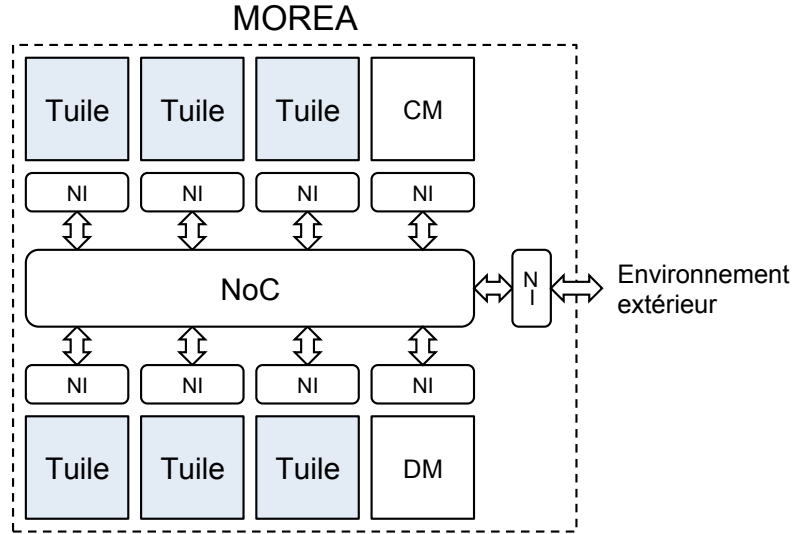 MOREA
Tuile Tuile Tuile CM
NI NI NI NI
NoC
NI
Environnement
extérieur
NI NI NI NI
Tuile Tuile Tuile DM